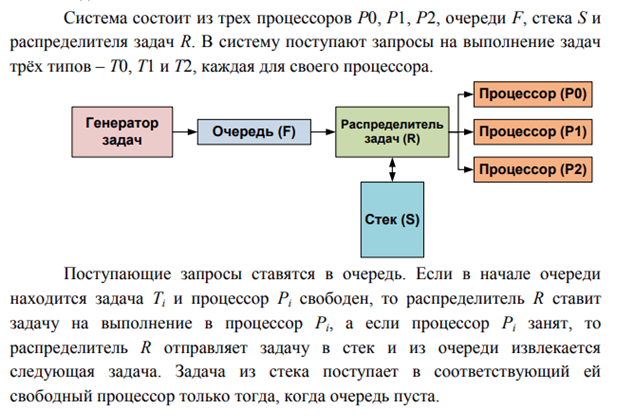 Система состоит из трех процессоров P0, P1, P2, очереди F, стека S и
распределителя задач R. В систему поступают запросы на выполнение задач
трёх типов – T0, T1 и T2, каждая для своего процессора.
Генератор
задач
Очередь (F)
Распределитель
задач (R)
Процессор (P0)
Процессор (P1)
Процессор (P2)
Стек (S)
Поступающие запросы ставятся в очередь. Если в начале очереди
находится задача Ti и процессор Pi свободен, то распределитель R ставит
задачу на выполнение в процессор Pi, а если процессор Pi занят, то
распределитель R отправляет задачу в стек и из очереди извлекается
следующая задача. Задача из стека поступает в соответствующий ей
свободный процессор только тогда, когда очередь пуста.